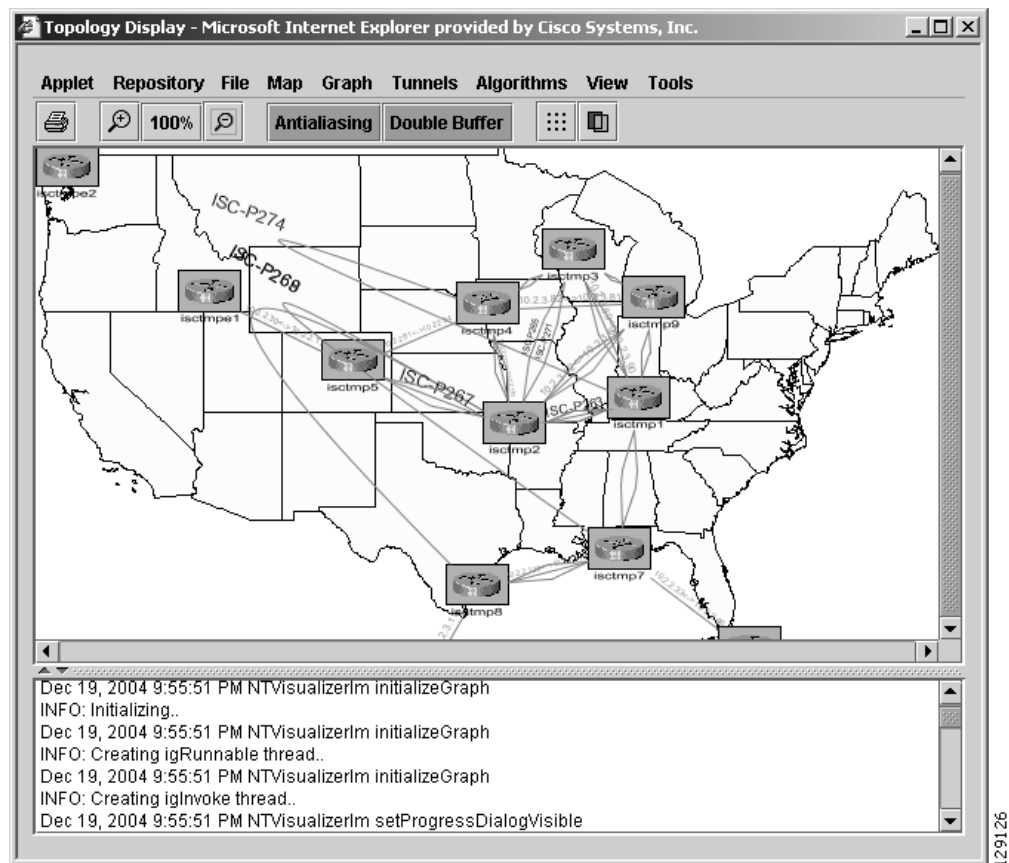 Topology Display - Microsoft Internet Explorer provided by Cisco Systems, Inc.
Applet Repository File Map Graph Tunnels Algorithms View Tools
100% Antialiasing Double Buffer
ISC-P274
isctmp3
isctmpe1
isctmp4
isctmp9
isctmp5
ISC-P267
isctmp2
isctmp1
isctmp7
Dec 19, 2004 9:55:51 PM NTVisualizerIm initializeGraph
INFO: Initializing..
Dec 19, 2004 9:55:51 PM NTVisualizerIm initializeGraph
INFO: Creating igRunnable thread..
Dec 19, 2004 9:55:51 PM NTVisualizerIm initializeGraph
INFO: Creating igInvoke thread..
Dec 19, 2004 9:55:51 PM NTVisualizerIm setProgressDialogVisible
129126